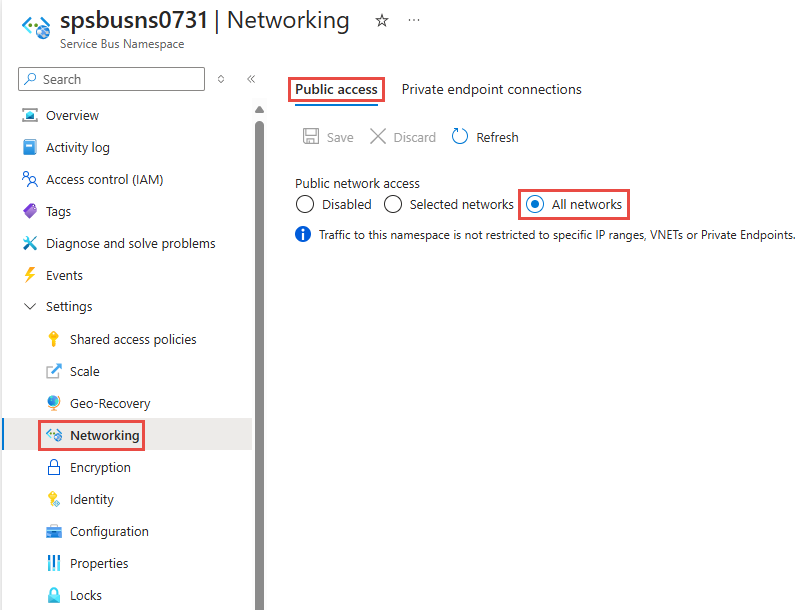 spsbusns0731 | Networking ☆ ...
Service Bus Namespace
Search
Overview
Activity log
Access control (IAM)
Tags
Diagnose and solve problems
Events
Settings
Shared access policies
Scale
Geo-Recovery
Networking
Encryption
Identity
Configuration
Properties
Locks
Public access Private endpoint connections
Save Discard Refresh
Public network access
Disabled Selected networks All networks
Traffic to this namespace is not restricted to specific IP ranges, VNETs or Private Endpoints.